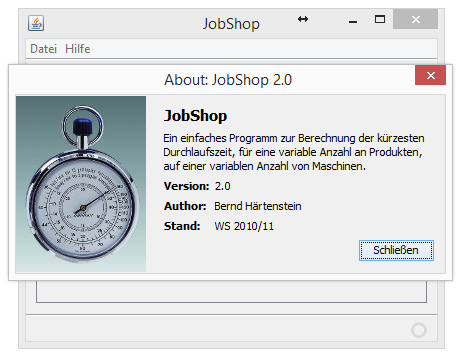 JobShop
Datei Hilfe
About: JobShop 2.0
JobShop
Ein einfaches Programm zur Berechnung der kürzesten
Durchlaufszeit, für eine variable Anzahl an Produkten,
auf einer variablen Anzahl von Maschinen.
Version: 2.0
Author: Bernd Härtenstein
Stand: WS 2010/11
Schließen